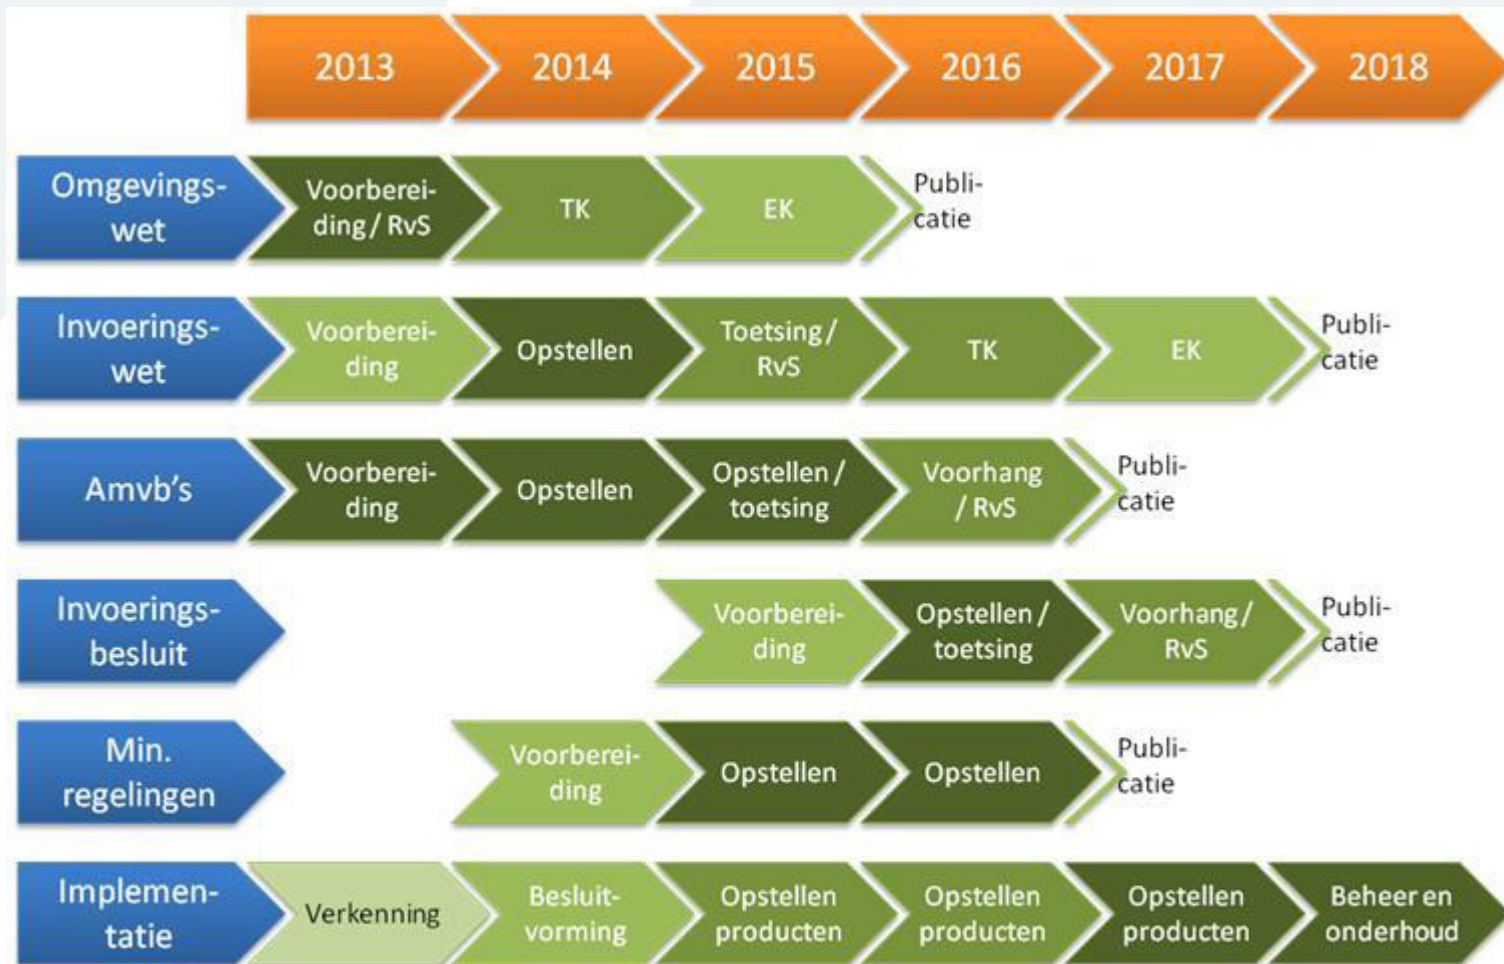 2013 2014 2015 2016 2017 2018
Omgevings-
wet
Voorberei-
ding / RvS
TK
EK
Publi-
catie
Invoerings-
wet
Voorberei-
ding
Opstellen
Toetsing /
RvS
TK
EK
Publi-
catie
Amvb's
Voorberei-
ding
Opstellen
Opstellen /
toetsing
Voorhang
/ RvS
Publi-
catie
Invoerings-
besluit
Voorberei-
ding
Opstellen /
toetsing
Voorhang /
RvS
Publi-
catie
Min.
regelingen
Voorberei-
ding
Opstellen
Opstellen
Publi-
catie
Implemen-
tatie
Verkenning
Besluit-
vorming
Opstellen
producten
Opstellen
producten
Opstellen
producten
Beheer en
onderhoud